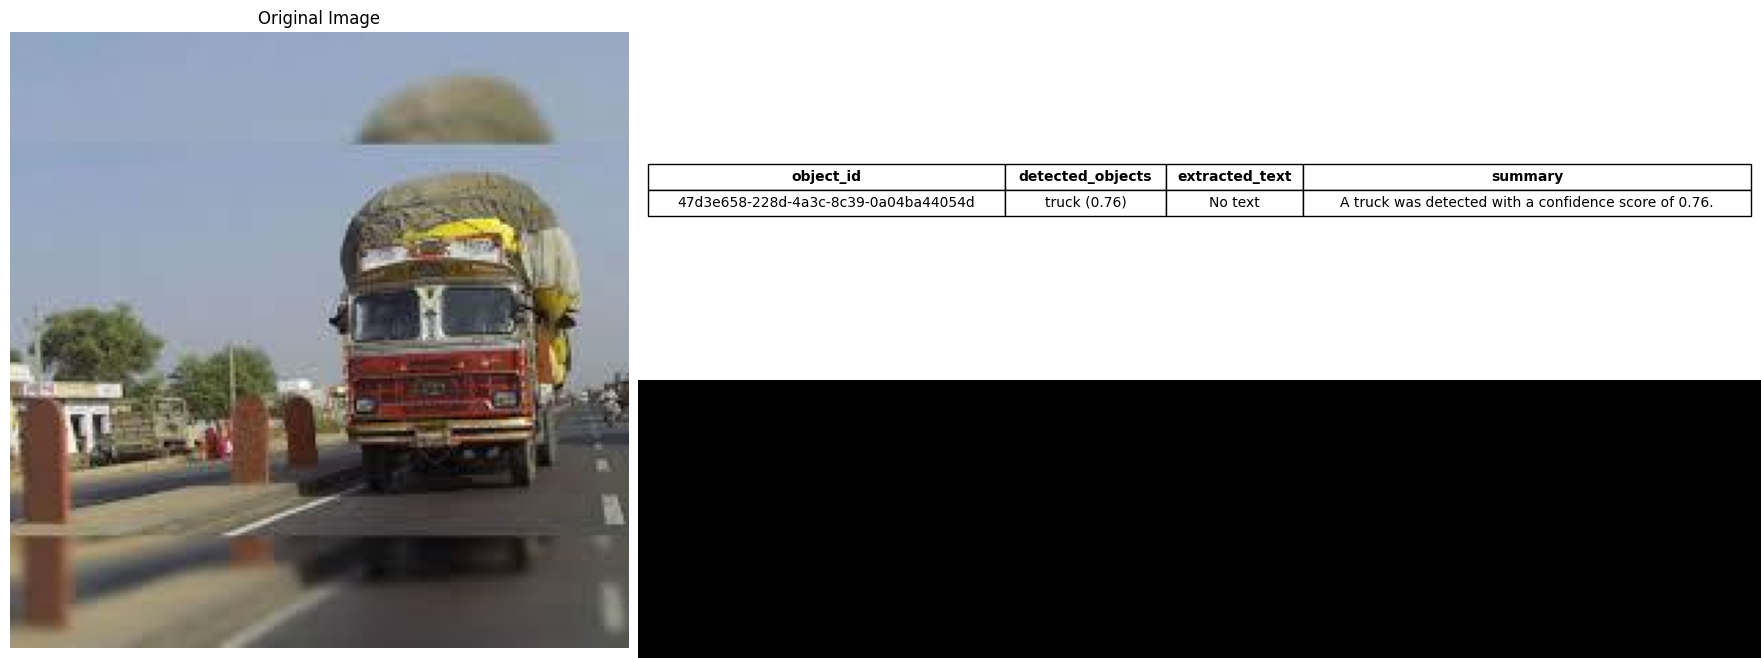 Original Image
object_id detected_objects extracted_text summary
47d3e658-228d-4a3c-8c39-0a04ba44054d truck (0.76) No text A truck was detected with a confidence score of 0.76.